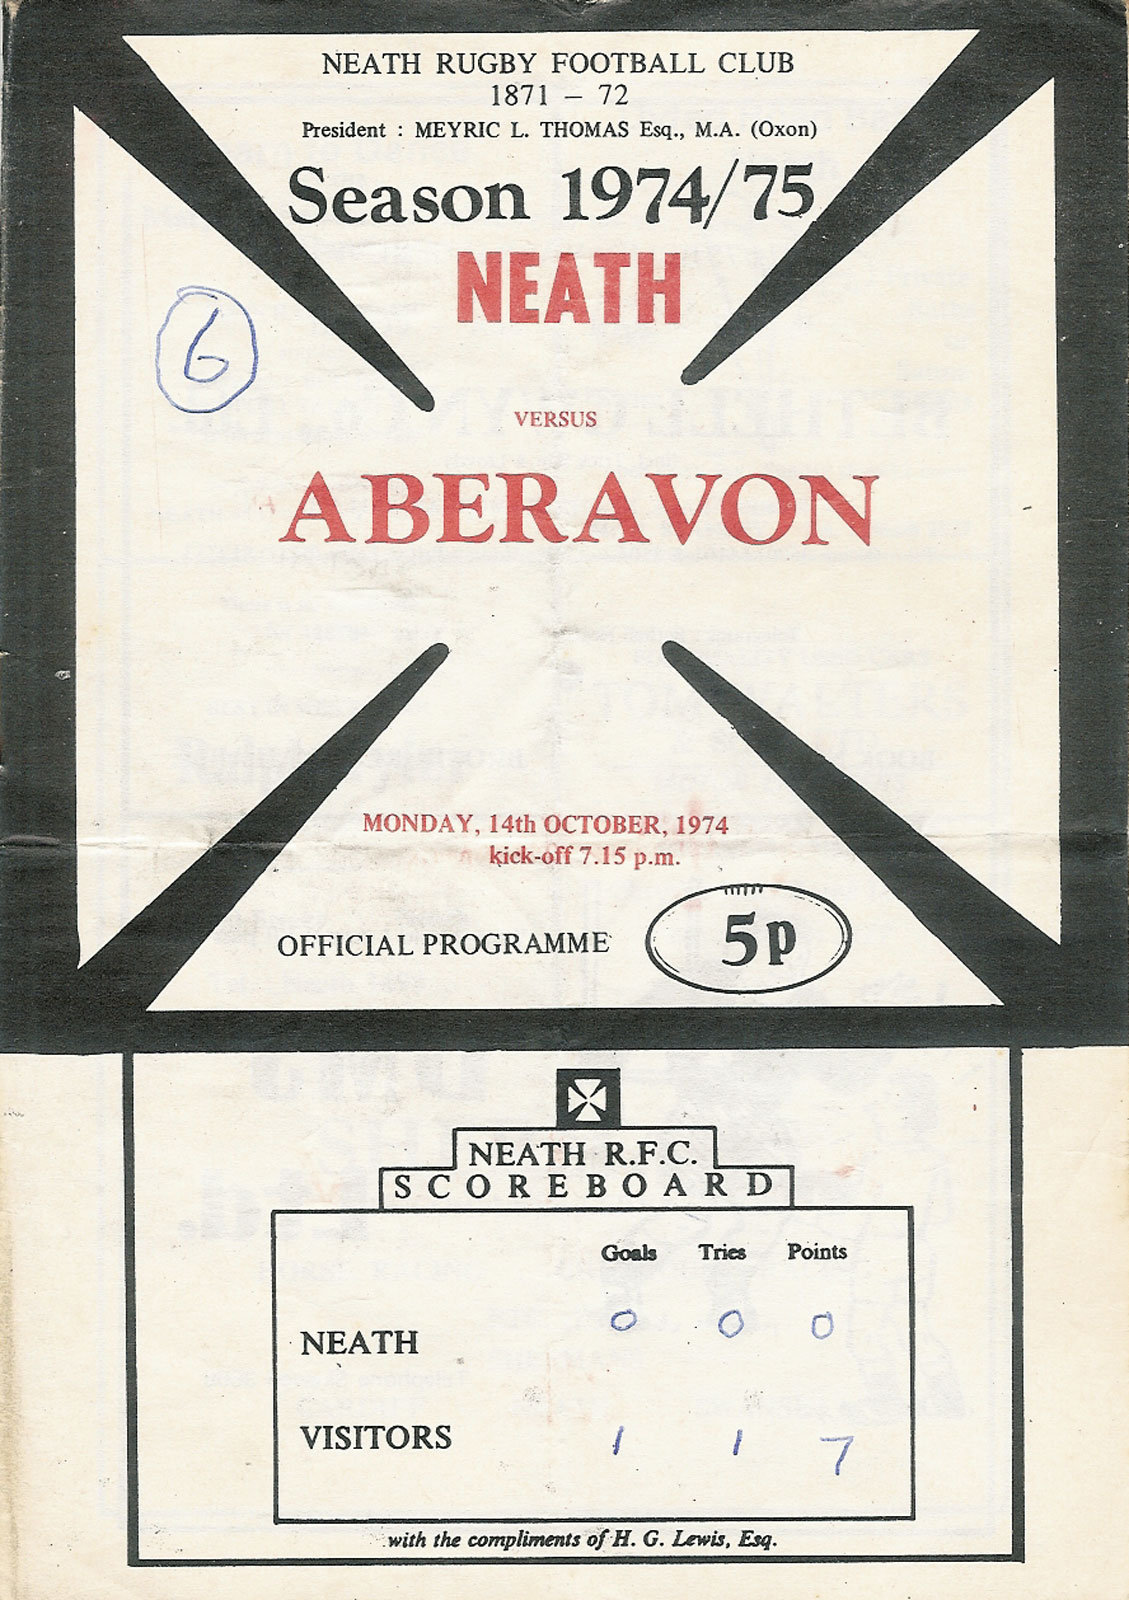 NEATH RUGBY FOOTBALL CLUB
1871 – 72
President : MEYRIC L. THOMAS Esq., M.A. (Oxon)
Season 1974/75
NEATH
6
VERSUS
ABERAVON
MONDAY, 14th OCTOBER, 1974
kick-off 7.15 p.m.
OFFICIAL PROGRAMME 5p
NEATH R.F.C.
SCOREBOARD
Goals Tries Points
NEATH 0 0 0
VISITORS 1 1 7
with the compliments of H. G. Lewis, Esq.